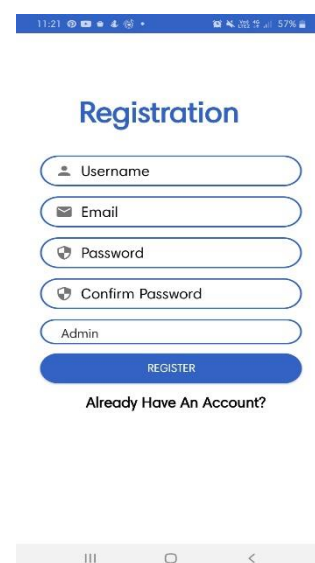 11:21 57%
Registration
Username
Email
Password
Confirm Password
Admin
REGISTER
Already Have An Account?